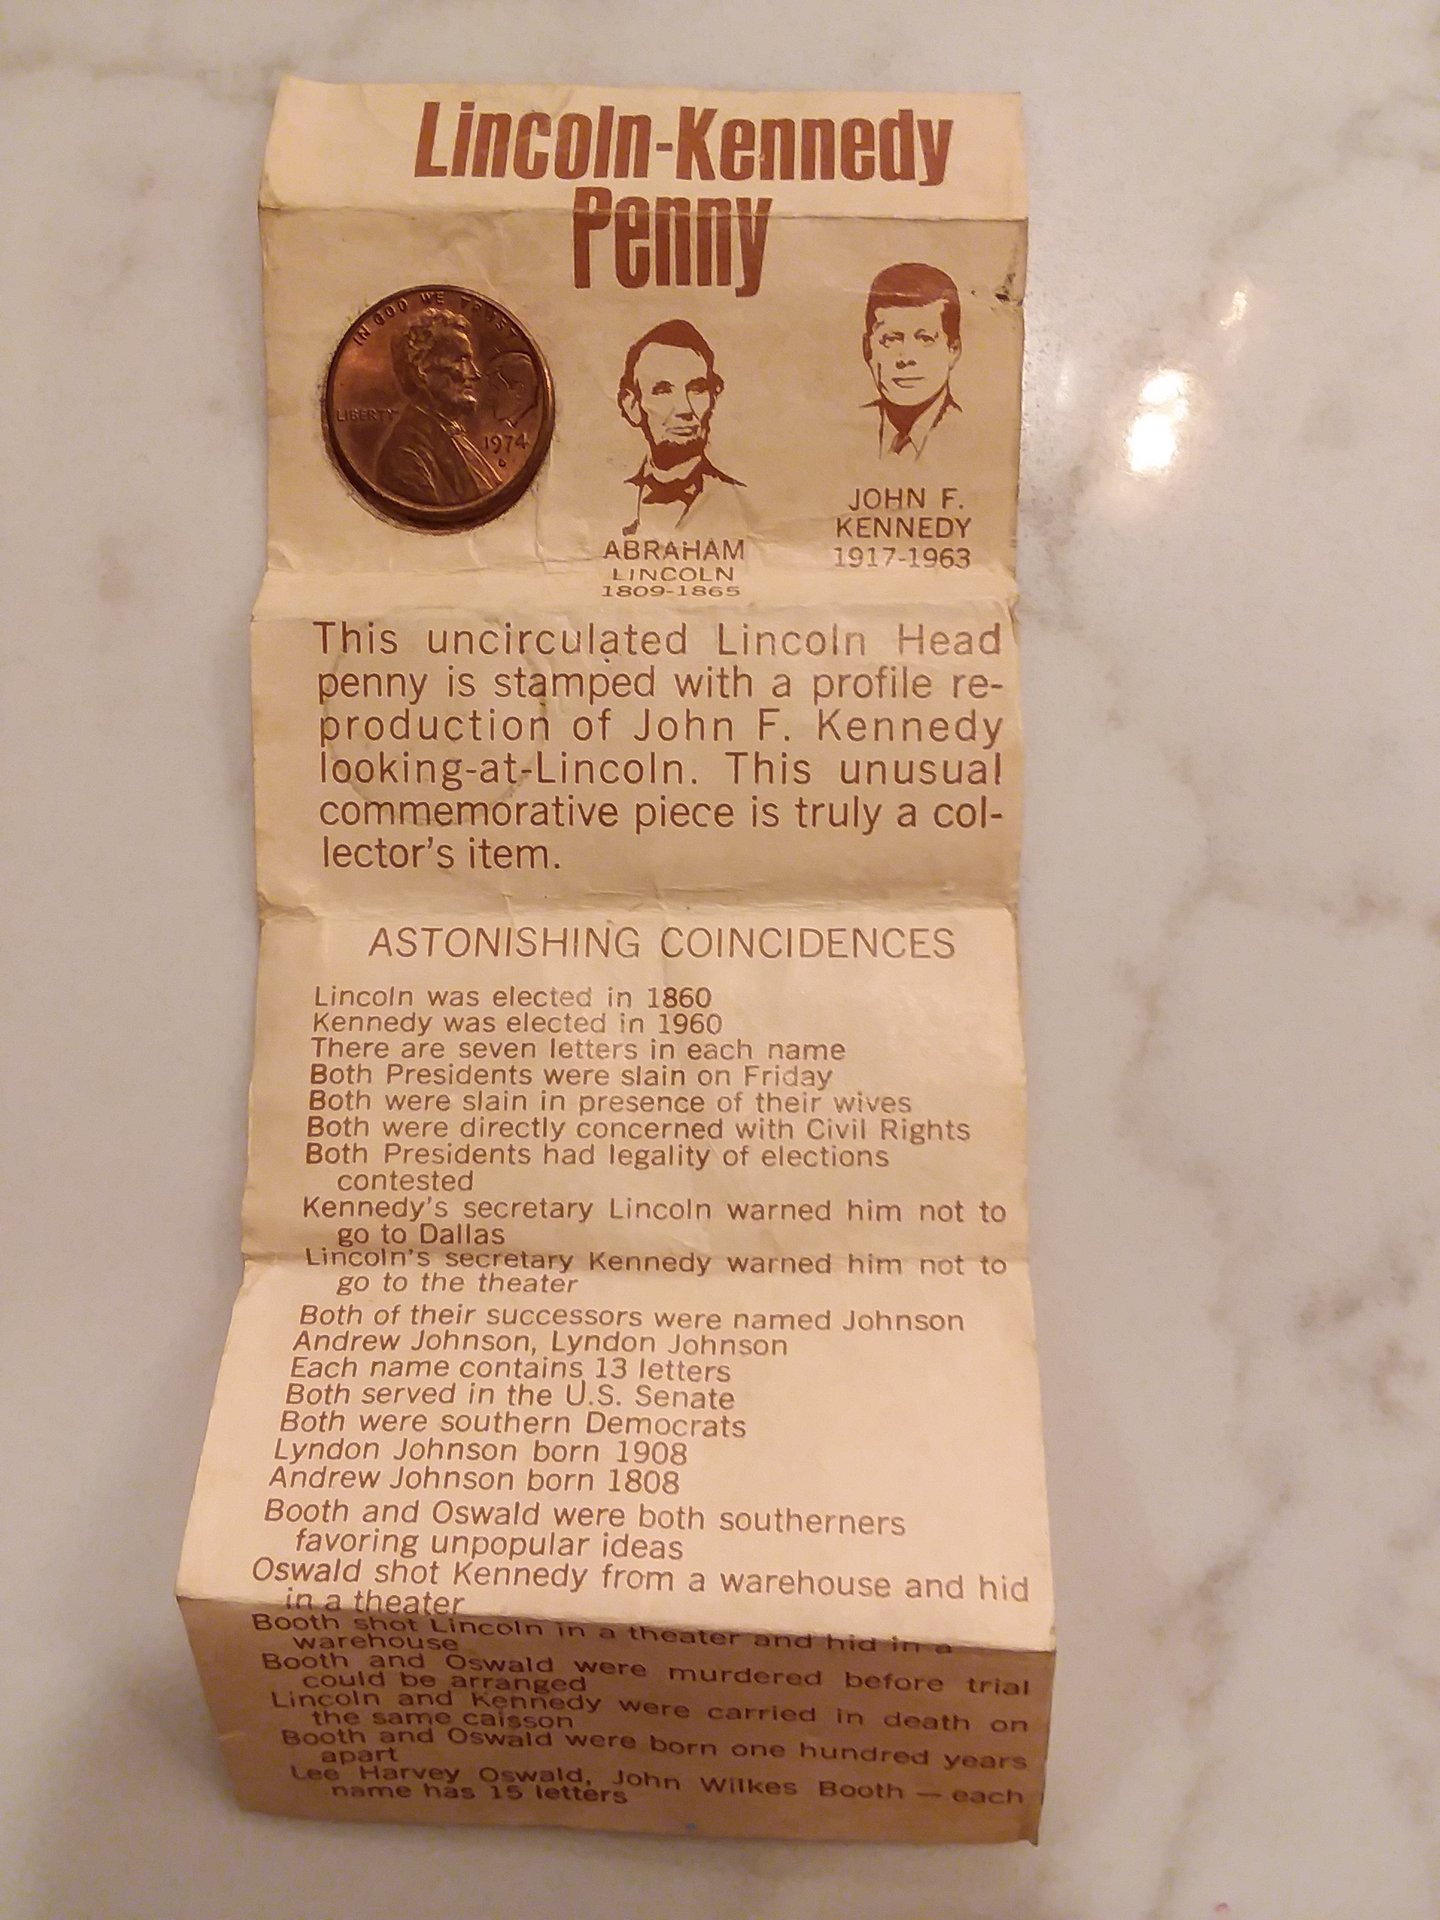 Lincoln-Kennedy
Penny
IN GOD WE TRUST
LIBERTY
1974
D
ABRAHAM
LINCOLN
1809-1865
JOHN F.
KENNEDY
1917-1963
This uncirculated Lincoln Head
penny is stamped with a profile re-
production of John F. Kennedy
looking-at-Lincoln. This unusual
commemorative piece is truly a col-
lector's item.
ASTONISHING COINCIDENCES
Lincoln was elected in 1860
Kennedy was elected in 1960
There are seven letters in each name
Both Presidents were slain on Friday
Both were slain in presence of their wives
Both were directly concerned with Civil Rights
Both Presidents had legality of elections
contested
Kennedy's secretary Lincoln warned him not to
go to Dallas
Lincoln's secretary Kennedy warned him not to
go to the theater
Both of their successors were named Johnson
Andrew Johnson, Lyndon Johnson
Each name contains 13 letters
Both served in the U.S. Senate
Both were southern Democrats
Lyndon Johnson born 1908
Andrew Johnson born 1808
Booth and Oswald were both southerners
favoring unpopular ideas
Oswald shot Kennedy from a warehouse and hid
in a theater
Booth shot Lincoln in a theater and hid in a
warehouse
Booth and Oswald were murdered before trial
could be arranged
Lincoln and Kennedy were carried in death on
the same caisson
Booth and Oswald were born one hundred years
apart
Lee Harvey Oswald, John Wilkes Booth — each
name has 15 letters